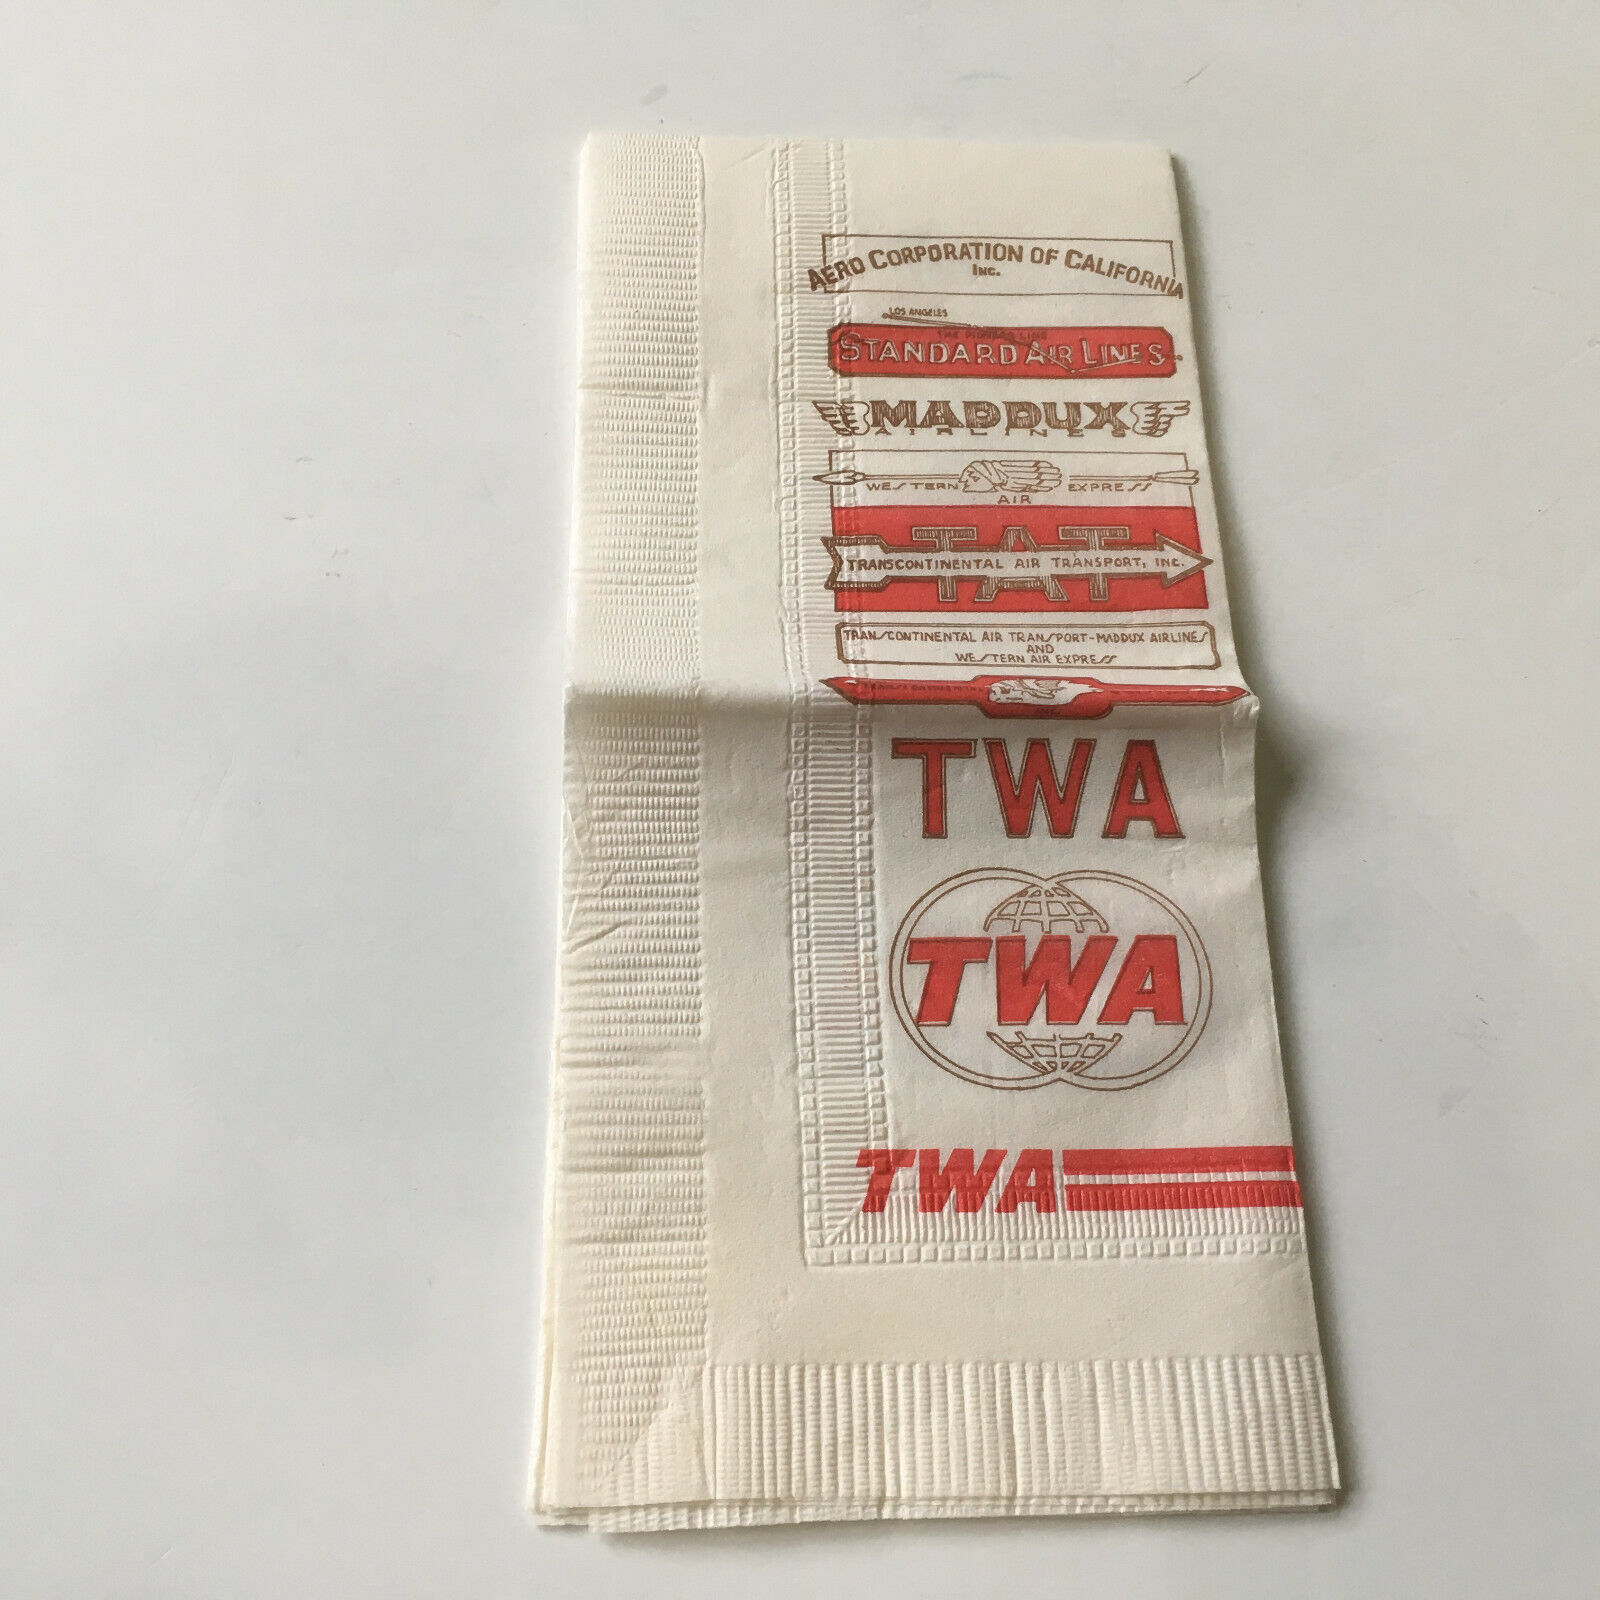 AERO CORPORATION OF CALIFORNIA
INC.
LOS ANGELES
STANDARD AIR LINES
MADDUX
AIRLINES
WESTERN AIR EXPRESS
TAT
TRANSCONTINENTAL AIR TRANSPORT, INC.
TRANSCONTINENTAL AIR TRANSPORT-MADDUX AIRLINES
AND
WESTERN AIR EXPRESS
TWA
TWA
TWA